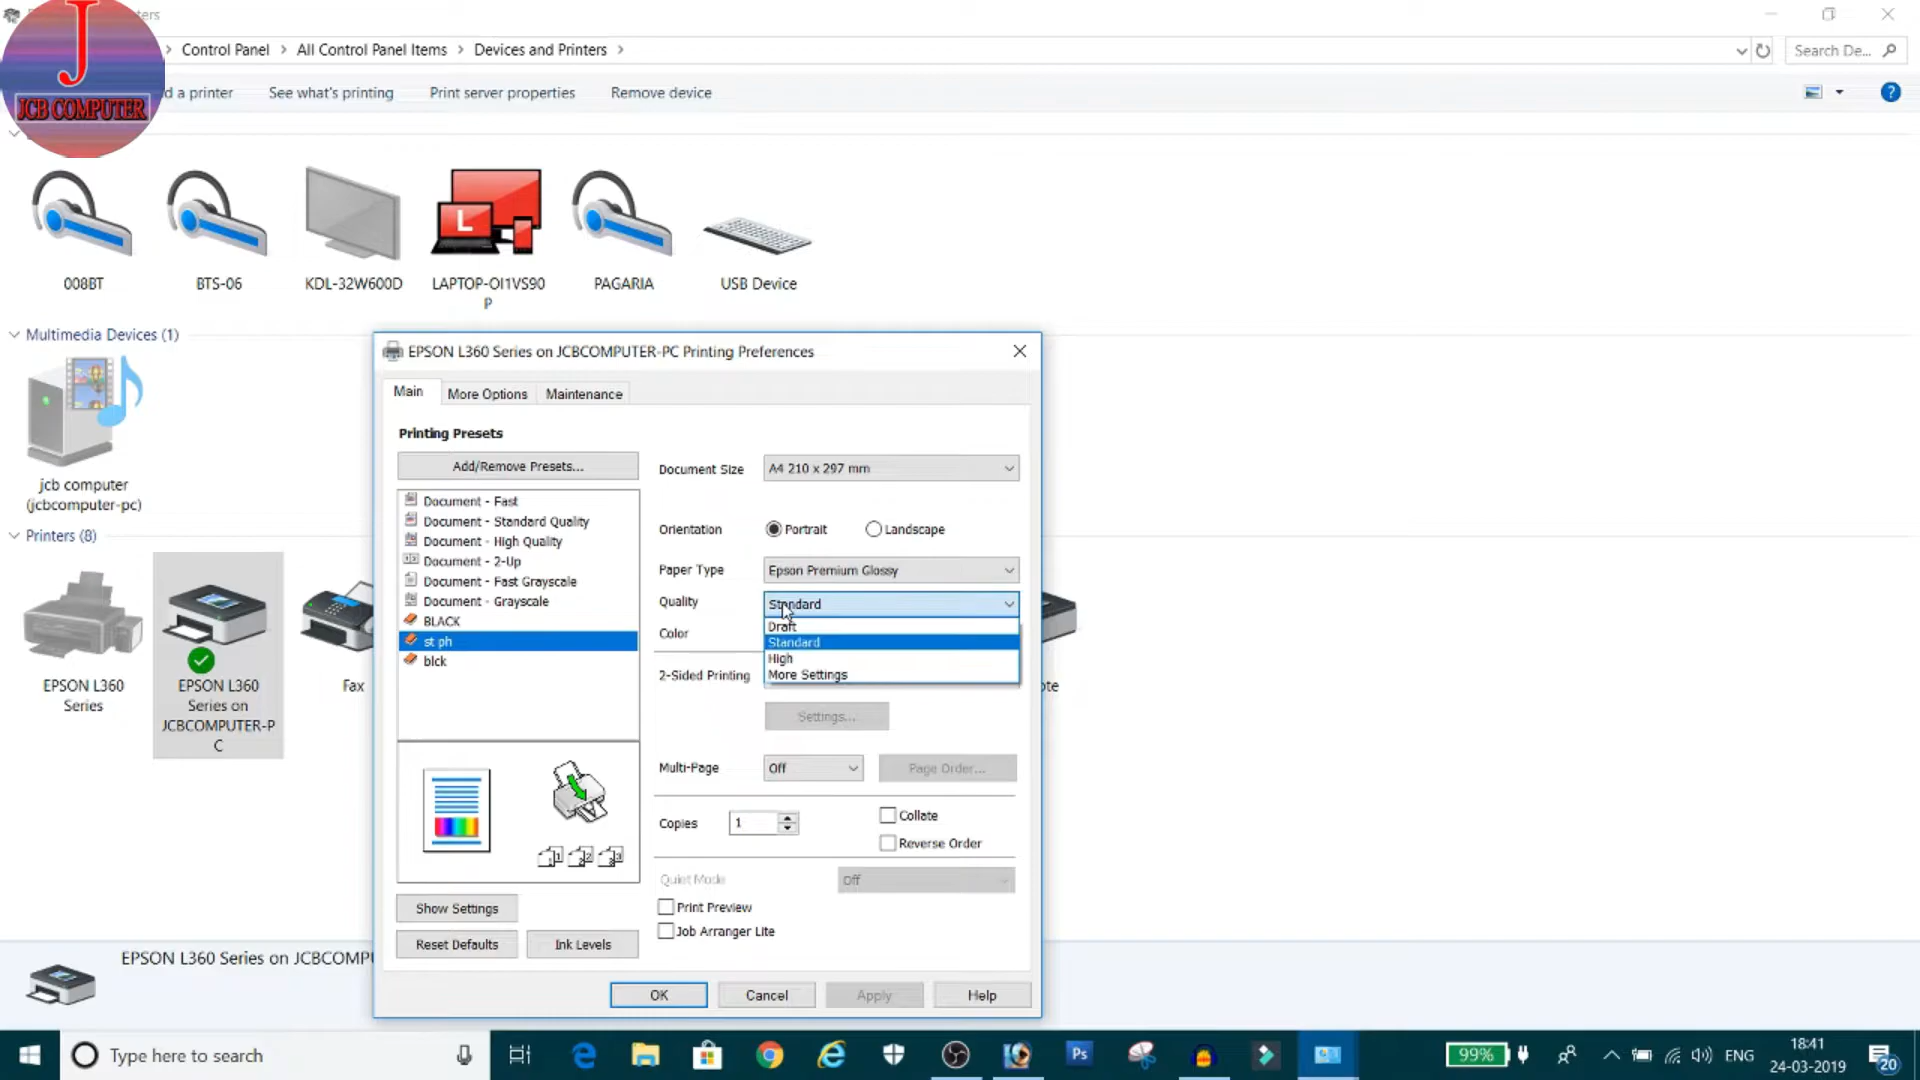 ters
J
JCB COMPUTER
Control Panel > All Control Panel Items > Devices and Printers >
Search De...
d a printer
See what's printing
Print server properties
Remove device
008BT
BTS-06
KDL-32W600D
L
LAPTOP-OI1VS90
P
PAGARIA
USB Device
Multimedia Devices (1)
jcb computer
(jcbcomputer-pc)
Printers (8)
EPSON L360
Series
EPSON L360
Series on
JCBCOMPUTER-P
C
Fax
ote
EPSON L360 Series on JCBCOMPUTER-PC Printing Preferences
Main
More Options
Maintenance
Printing Presets
Add/Remove Presets...
Document - Fast
Document - Standard Quality
Document - High Quality
Document - 2-Up
Document - Fast Grayscale
Document - Grayscale
BLACK
st ph
blck
Show Settings
Reset Defaults
Ink Levels
Document Size
A4 210 x 297 mm
Orientation
Portrait
Landscape
Paper Type
Epson Premium Glossy
Quality
Standard
Draft
Standard
High
More Settings
Color
2-Sided Printing
Settings...
Multi-Page
Off
Page Order...
Copies
1
Collate
Reverse Order
Quiet Mode
Off
Print Preview
Job Arranger Lite
OK
Cancel
Apply
Help
EPSON L360 Series on JCBCOMP
Type here to search
Ps
99%
ENG
18:41
24-03-2019
20